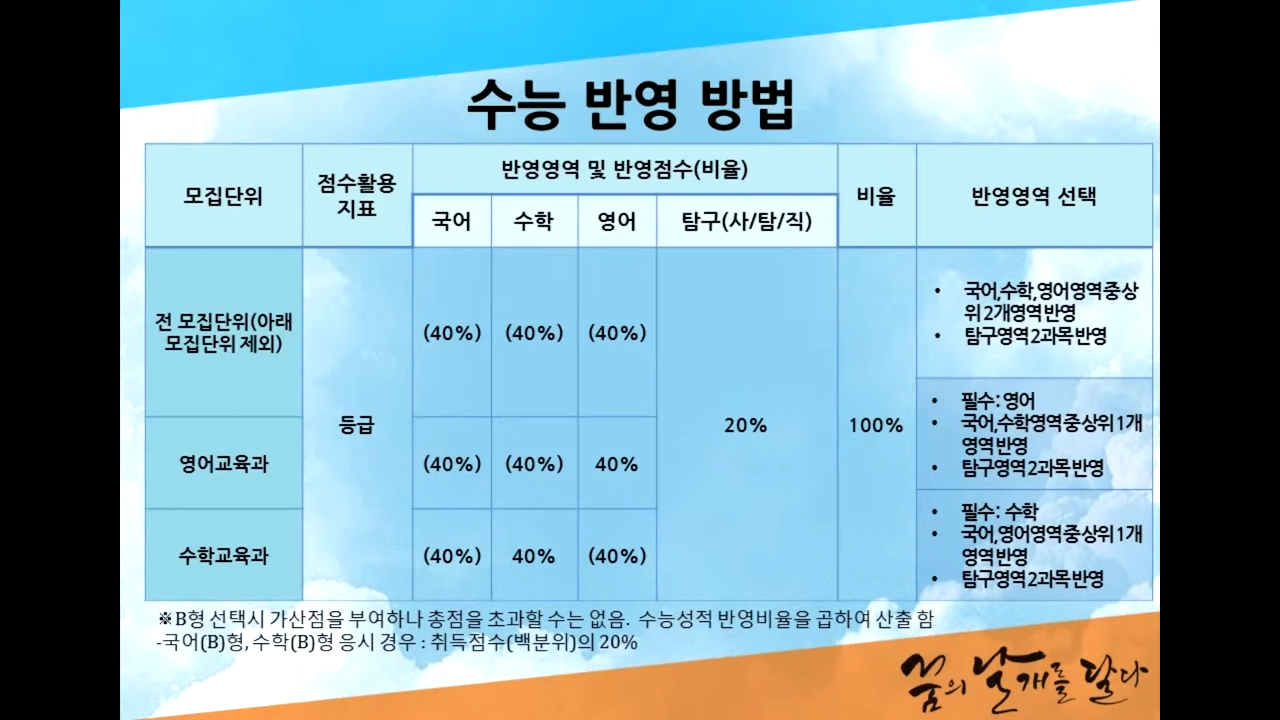 수능 반영 방법
모집단위
점수활용
지표
반영영역 및 반영점수(비율)
비율
반영영역 선택
국어
수학
영어
탐구(사/탐/직)
전 모집단위(아래
모집단위 제외)
등급
(40%)
(40%)
(40%)
20%
100%
• 국어,수학,영어영역 중 상
위 2개영역 반영
• 탐구영역 2과목 반영
영어교육과
(40%)
(40%)
40%
• 필수 : 영어
• 국어,수학영역 중 상위 1개
영역 반영
• 탐구영역 2과목 반영
수학교육과
(40%)
40%
(40%)
• 필수 : 수학
• 국어,영어영역 중 상위 1개
영역 반영
• 탐구영역 2과목 반영
※ B형 선택시 가산점을 부여하나 총점을 초과할 수는 없음. 수능성적 반영비율을 곱하여 산출 함
-국어(B)형, 수학(B)형 응시 경우 : 취득점수(백분위)의 20%
꿈의 날개를 달다